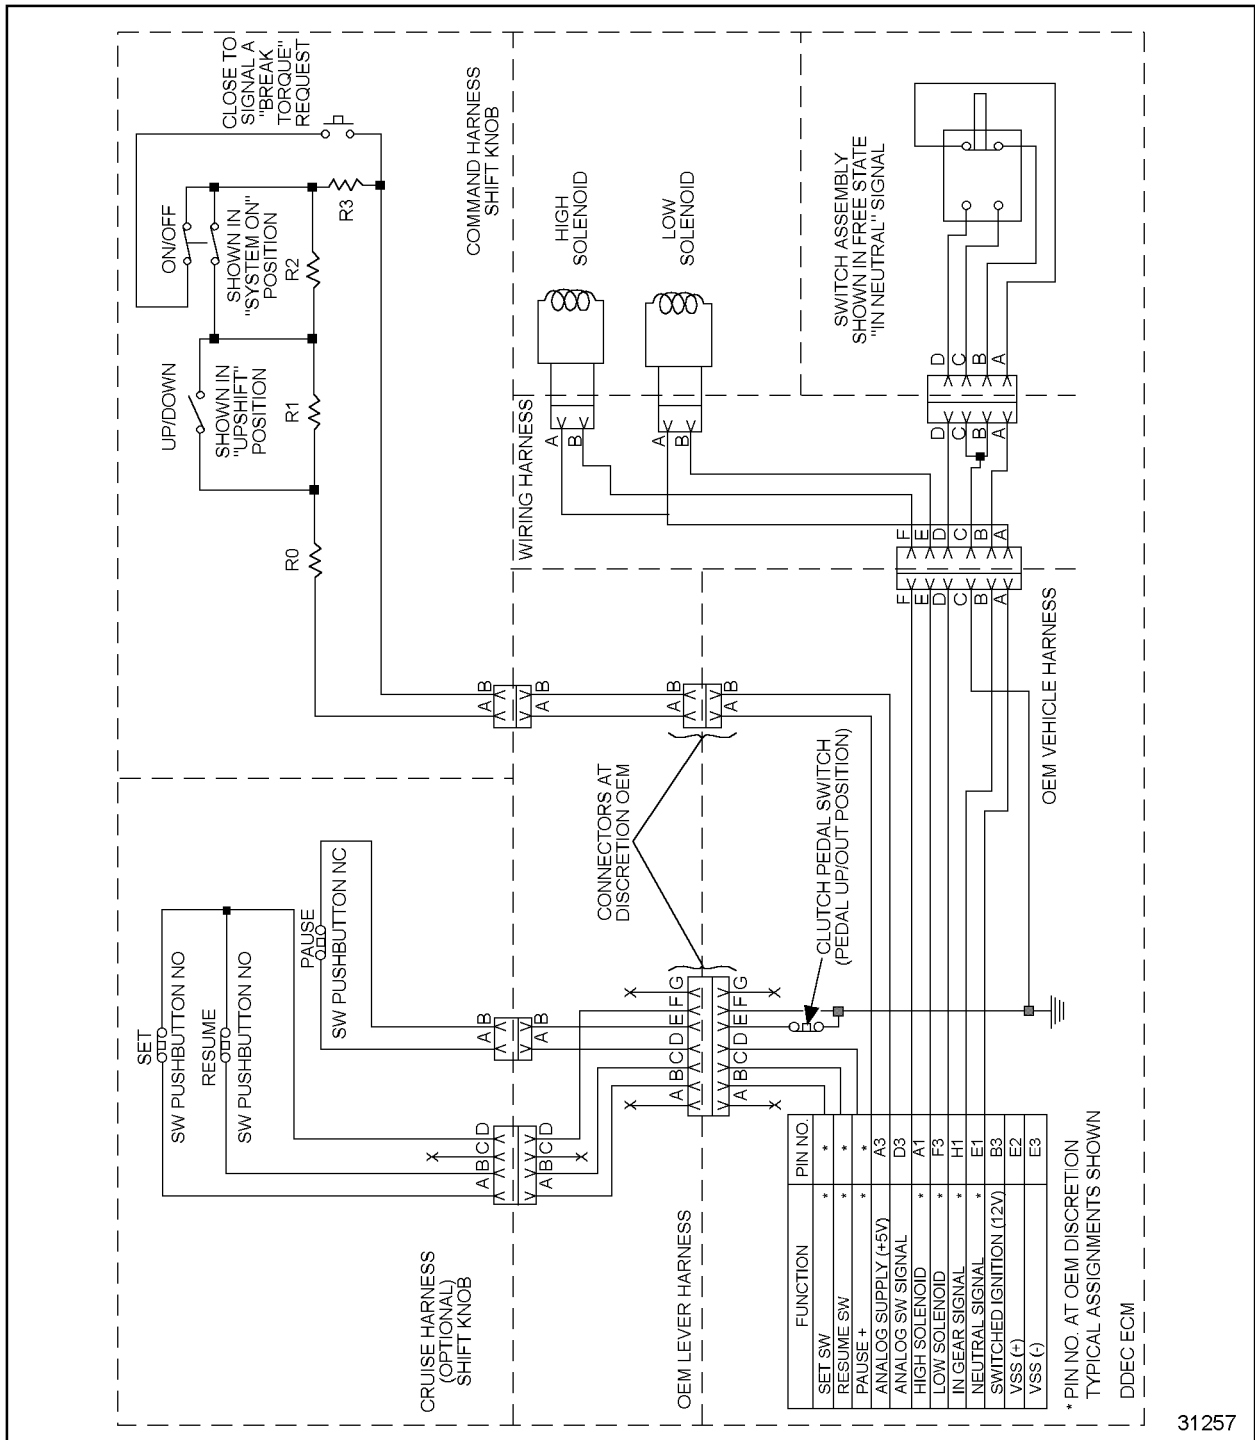 CLOSE TO
SIGNAL A
"BREAK
TORQUE"
REQUEST
ON/OFF
SHOWN IN
"SYSTEM ON"
POSITION
R3
R2
UP/DOWN
SHOWN IN
"UPSHIFT"
POSITION
R1
R0
COMMAND HARNESS
SHIFT KNOB
HIGH
SOLENOID
LOW
SOLENOID
A
B
A
B
WIRING HARNESS
SWITCH ASSEMBLY
SHOWN IN FREE STATE
"IN NEUTRAL" SIGNAL
D
C
B
A
D
C
B
A
F
E
D
C
B
A
F
E
D
C
B
A
OEM VEHICLE HARNESS
A B
A B
A B
A B
CONNECTORS AT
DISCRETION OEM
CLUTCH PEDAL SWITCH
(PEDAL UP/OUT POSITION)
SET
SW PUSHBUTTON NO
RESUME
SW PUSHBUTTON NO
PAUSE
SW PUSHBUTTON NC
A B
A B
A B C D
A B C D
A B C D E F G
A B C D E F G
CRUISE HARNESS
(OPTIONAL)
SHIFT KNOB
OEM LEVER HARNESS
FUNCTION PIN NO.
SET SW * *
RESUME SW * *
PAUSE + * *
ANALOG SUPPLY (+5V) A3
ANALOG SW SIGNAL D3
HIGH SOLENOID * A1
LOW SOLENOID * F3
IN GEAR SIGNAL * H1
NEUTRAL SIGNAL * E1
SWITCHED IGNITION (12V) B3
VSS (+) E2
VSS (-) E3
* PIN NO. AT OEM DISCRETION
TYPICAL ASSIGNMENTS SHOWN
DDEC ECM
31257